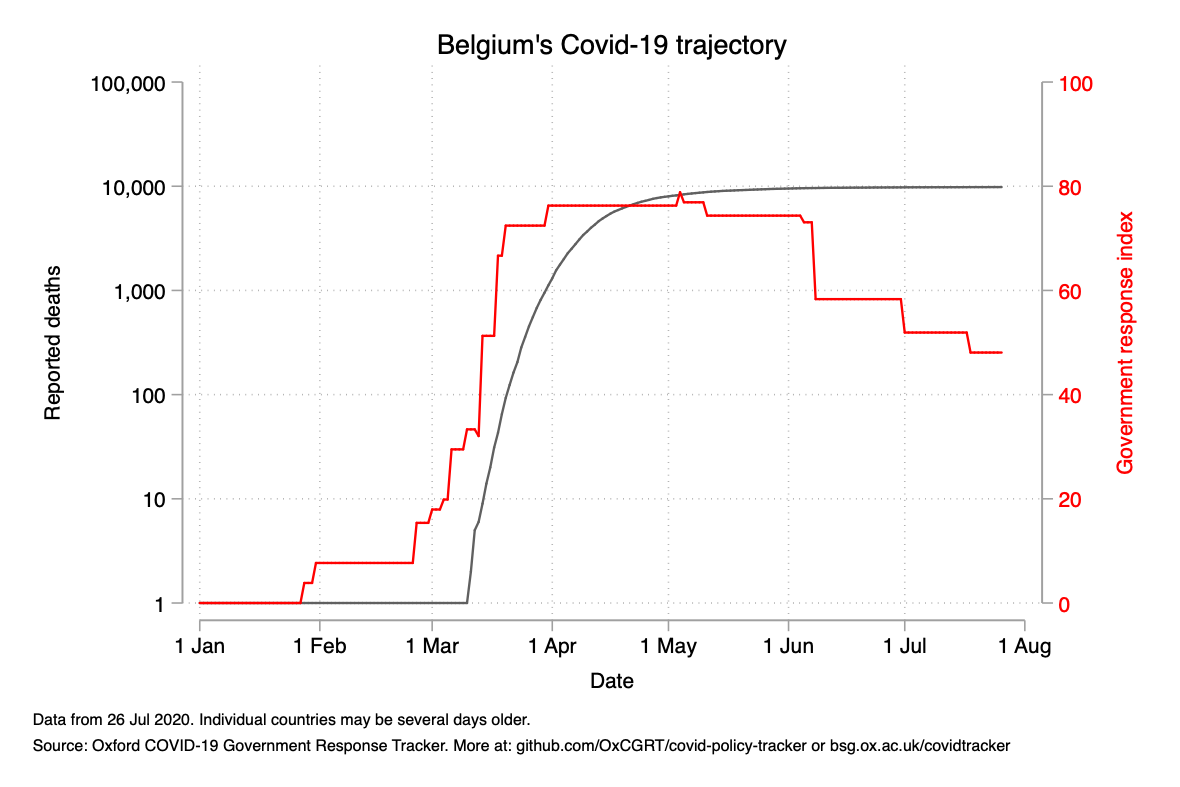 Belgium's Covid-19 trajectory
100,000
10,000
1,000
100
10
1
Reported deaths
100
80
60
40
20
0
Government response index
1 Jan
1 Feb
1 Mar
1 Apr
1 May
1 Jun
1 Jul
1 Aug
Date
Data from 26 Jul 2020. Individual countries may be several days older.
Source: Oxford COVID-19 Government Response Tracker. More at: github.com/OxCGRT/covid-policy-tracker or bsg.ox.ac.uk/covidtracker